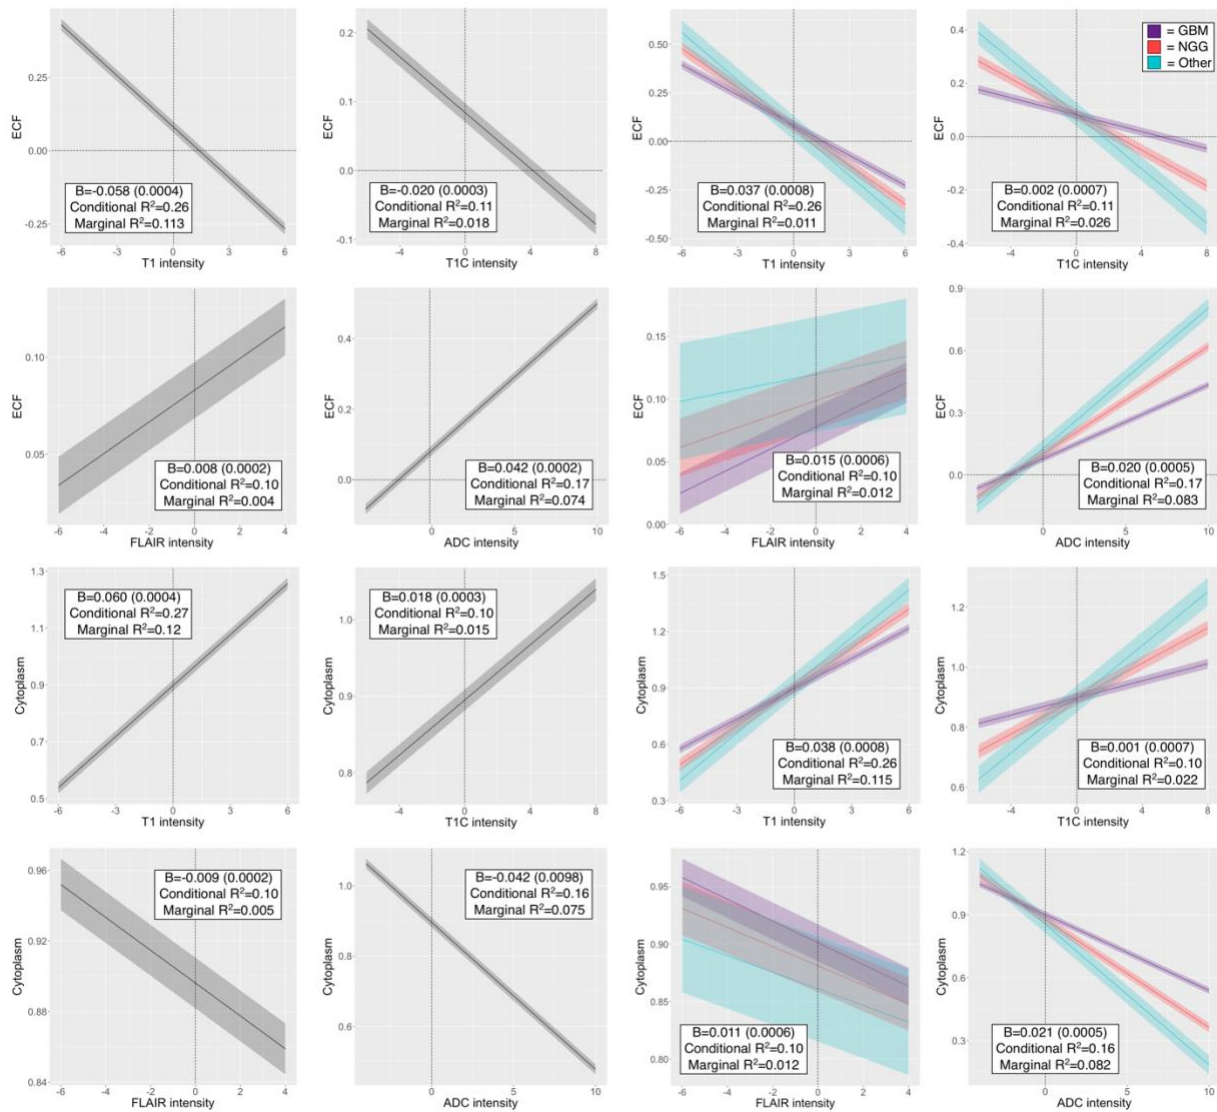 0.25
0.00
-0.25
ECF
B=-0.058 (0.0004)
Conditional R²=0.26
Marginal R²=0.113
-6 -3 0 3 6
T1 intensity
0.2
0.1
0.0
-0.1
ECF
B=-0.020 (0.0003)
Conditional R²=0.11
Marginal R²=0.018
-4 0 4 8
T1C intensity
0.50
0.25
0.00
-0.25
-0.50
ECF
B=0.037 (0.0008)
Conditional R²=0.26
Marginal R²=0.011
-6 -3 0 3 6
T1 intensity
0.4
0.2
0.0
-0.2
-0.4
ECF
= GBM
= NGG
= Other
B=0.002 (0.0007)
Conditional R²=0.11
Marginal R²=0.026
-4 0 4 8
T1C intensity
0.10
0.05
ECF
B=0.008 (0.0002)
Conditional R²=0.10
Marginal R²=0.004
-6 -4 -2 0 2 4
FLAIR intensity
0.4
0.2
0.0
ECF
B=0.042 (0.0002)
Conditional R²=0.17
Marginal R²=0.074
0 5 10
ADC intensity
0.15
0.10
0.05
0.00
ECF
B=0.015 (0.0006)
Conditional R²=0.10
Marginal R²=0.012
-6 -4 -2 0 2 4
FLAIR intensity
0.9
0.6
0.3
0.0
ECF
B=0.020 (0.0005)
Conditional R²=0.17
Marginal R²=0.083
0 5 10
ADC intensity
1.3
1.1
0.9
0.7
0.5
Cytoplasm
B=0.060 (0.0004)
Conditional R²=0.27
Marginal R²=0.12
-6 -3 0 3 6
T1 intensity
1.0
0.9
0.8
Cytoplasm
B=0.018 (0.0003)
Conditional R²=0.10
Marginal R²=0.015
-4 0 4 8
T1C intensity
1.5
1.2
0.9
0.6
0.3
Cytoplasm
B=0.038 (0.0008)
Conditional R²=0.26
Marginal R²=0.115
-6 -3 0 3 6
T1 intensity
1.2
1.0
0.8
0.6
Cytoplasm
B=0.001 (0.0007)
Conditional R²=0.10
Marginal R²=0.022
-4 0 4 8
T1C intensity
0.96
0.92
0.88
0.84
Cytoplasm
B=-0.009 (0.0002)
Conditional R²=0.10
Marginal R²=0.005
-6 -4 -2 0 2 4
FLAIR intensity
1.0
0.8
0.6
Cytoplasm
B=-0.042 (0.0098)
Conditional R²=0.16
Marginal R²=0.075
0 5 10
ADC intensity
0.95
0.90
0.85
0.80
Cytoplasm
B=0.011 (0.0006)
Conditional R²=0.10
Marginal R²=0.012
-6 -4 -2 0 2 4
FLAIR intensity
1.2
0.9
0.6
0.3
Cytoplasm
B=0.021 (0.0005)
Conditional R²=0.16
Marginal R²=0.082
0 5 10
ADC intensity